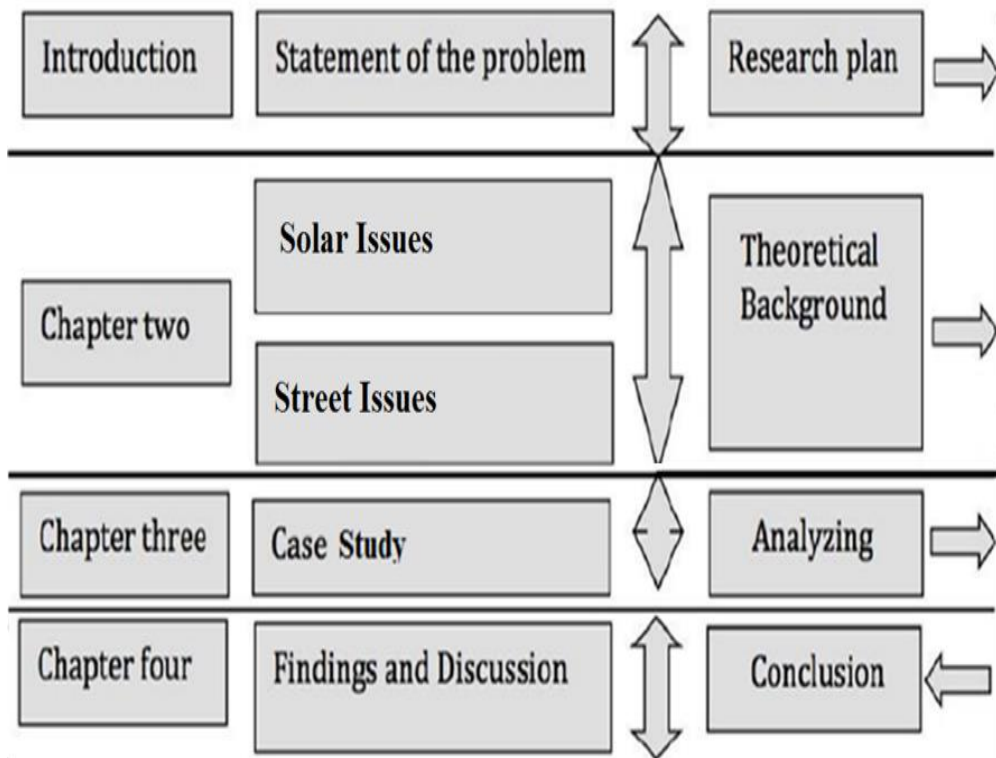 Introduction
Statement of the problem
Research plan
Chapter two
Solar Issues
Street Issues
Theoretical
Background
Chapter three
Case Study
Analyzing
Chapter four
Findings and Discussion
Conclusion